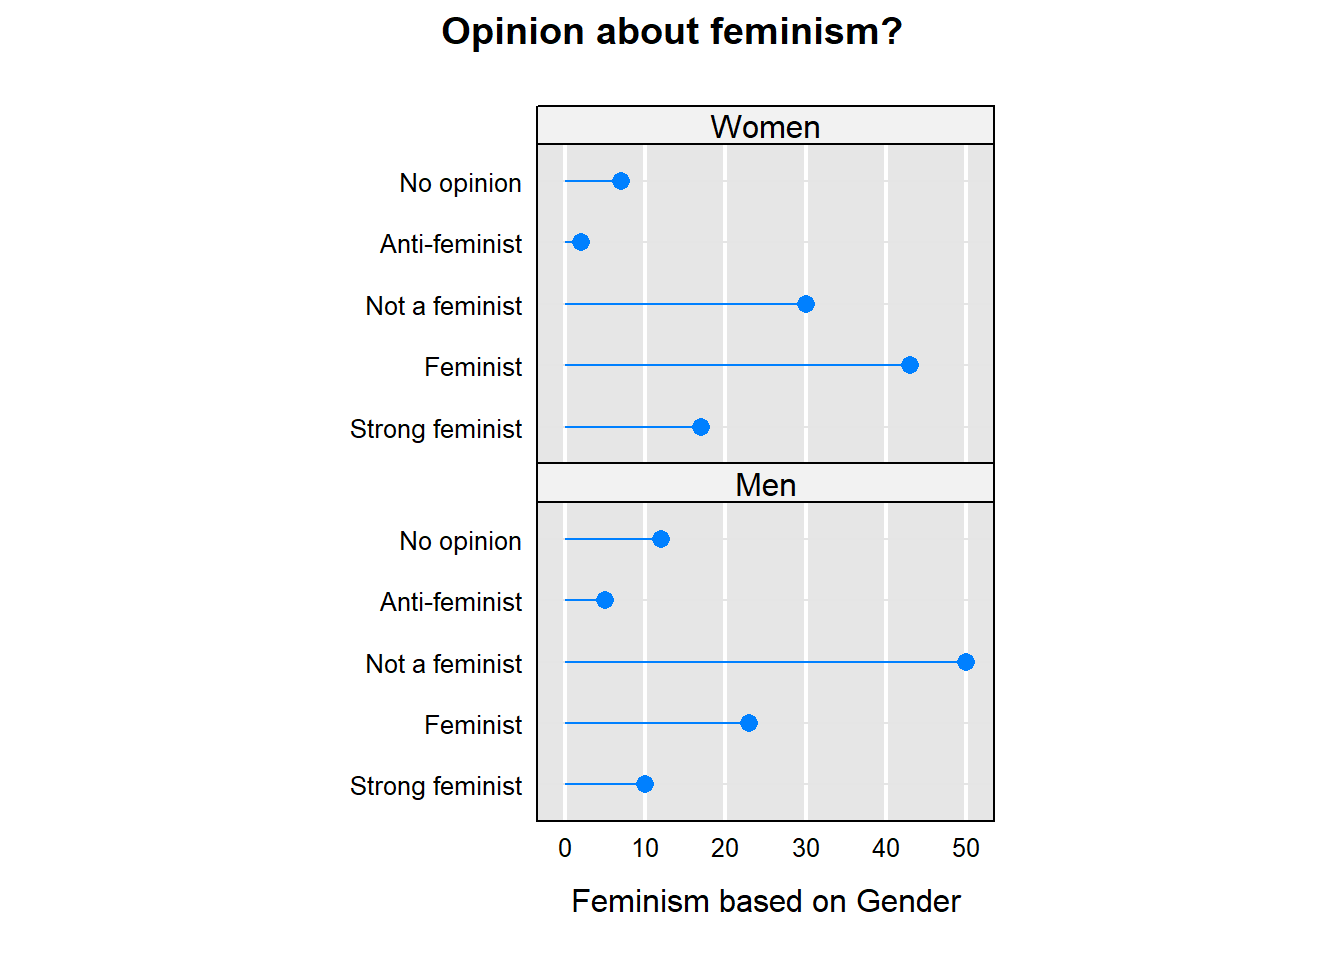 Opinion about feminism?
Women
No opinion
Anti-feminist
Not a feminist
Feminist
Strong feminist
Men
No opinion
Anti-feminist
Not a feminist
Feminist
Strong feminist
0 10 20 30 40 50
Feminism based on Gender